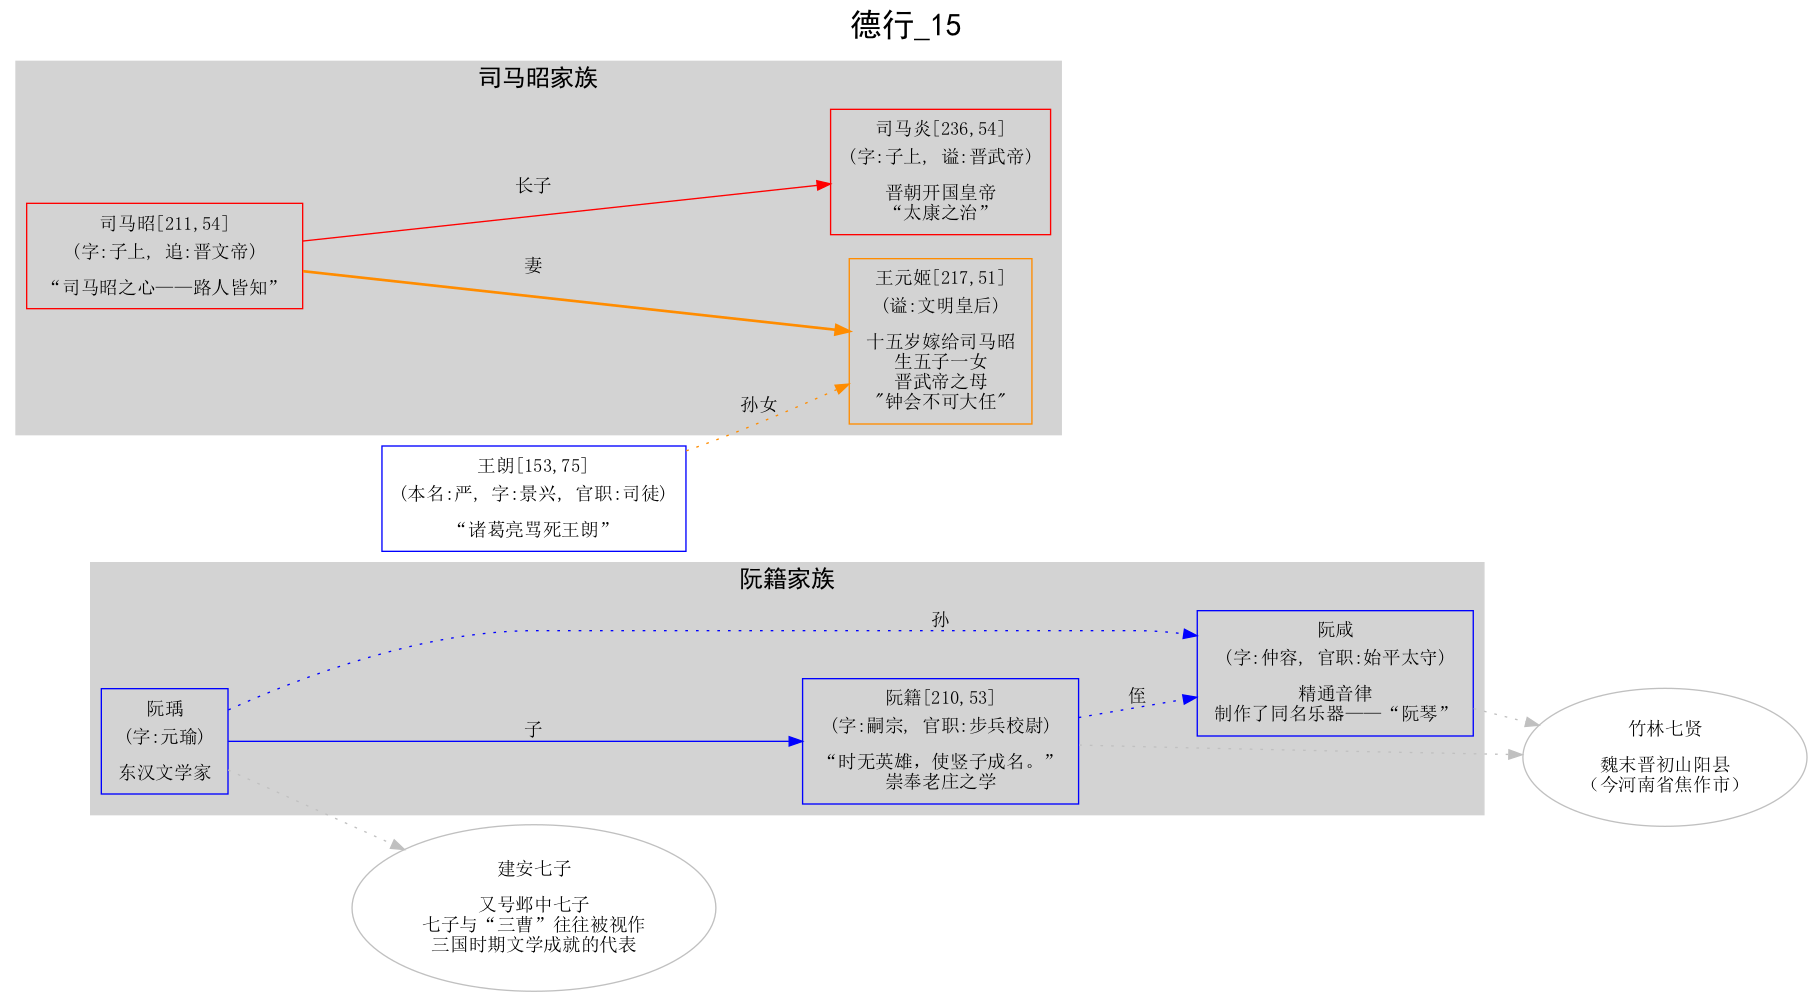 德行_15
司马昭家族
司马炎[236,54]
(字:子上, 谥:晋武帝)
晋朝开国皇帝
“太康之治”
长子
司马昭[211,54]
(字:子上, 追:晋文帝)
“司马昭之心——路人皆知”
妻
王元姬[217,51]
(谥:文明皇后)
十五岁嫁给司马昭
生五子一女
晋武帝之母
"钟会不可大任"
孙女
王朗[153,75]
(本名:严, 字:景兴, 官职:司徒)
“诸葛亮骂死王朗”
阮籍家族
孙
阮咸
(字:仲容, 官职:始平太守)
精通音律
制作了同名乐器——“阮琴”
侄
阮瑀
(字:元瑜)
东汉文学家
子
阮籍[210,53]
(字:嗣宗, 官职:步兵校尉)
“时无英雄，使竖子成名。”
崇奉老庄之学
竹林七贤
魏末晋初山阳县
（今河南省焦作市）
建安七子
又号邺中七子
七子与“三曹”往往被视作
三国时期文学成就的代表